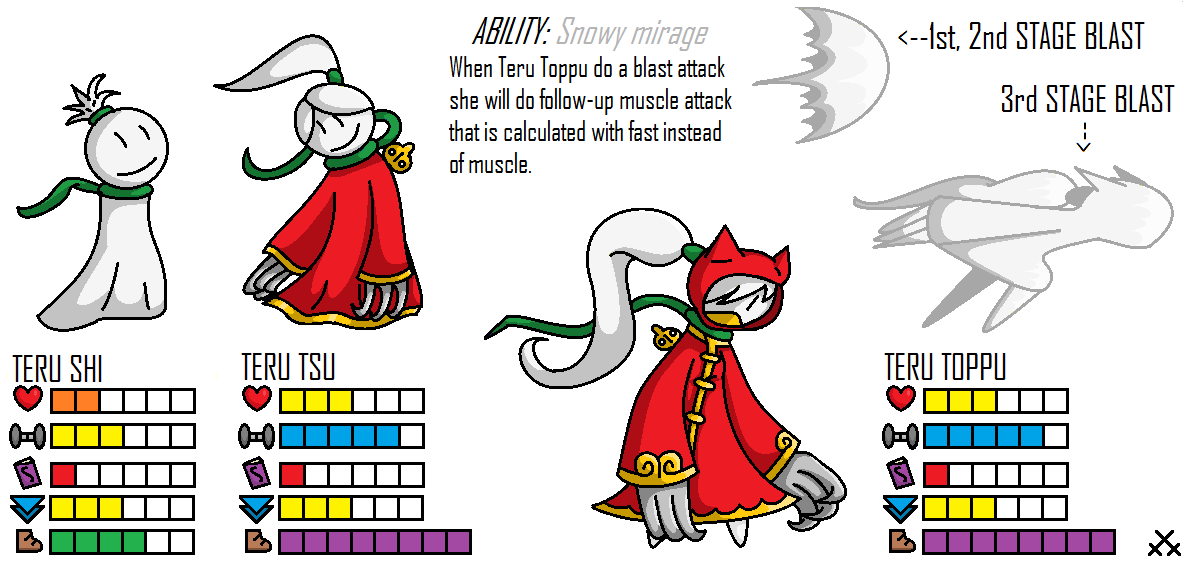 ABILITY: Snowy mirage
When Teru Toppu do a blast attack
she will do follow-up muscle attack
that is calculated with fast instead
of muscle.
<--1st, 2nd STAGE BLAST
3rd STAGE BLAST
TERU SHI
TERU TSU
TERU TOPPU